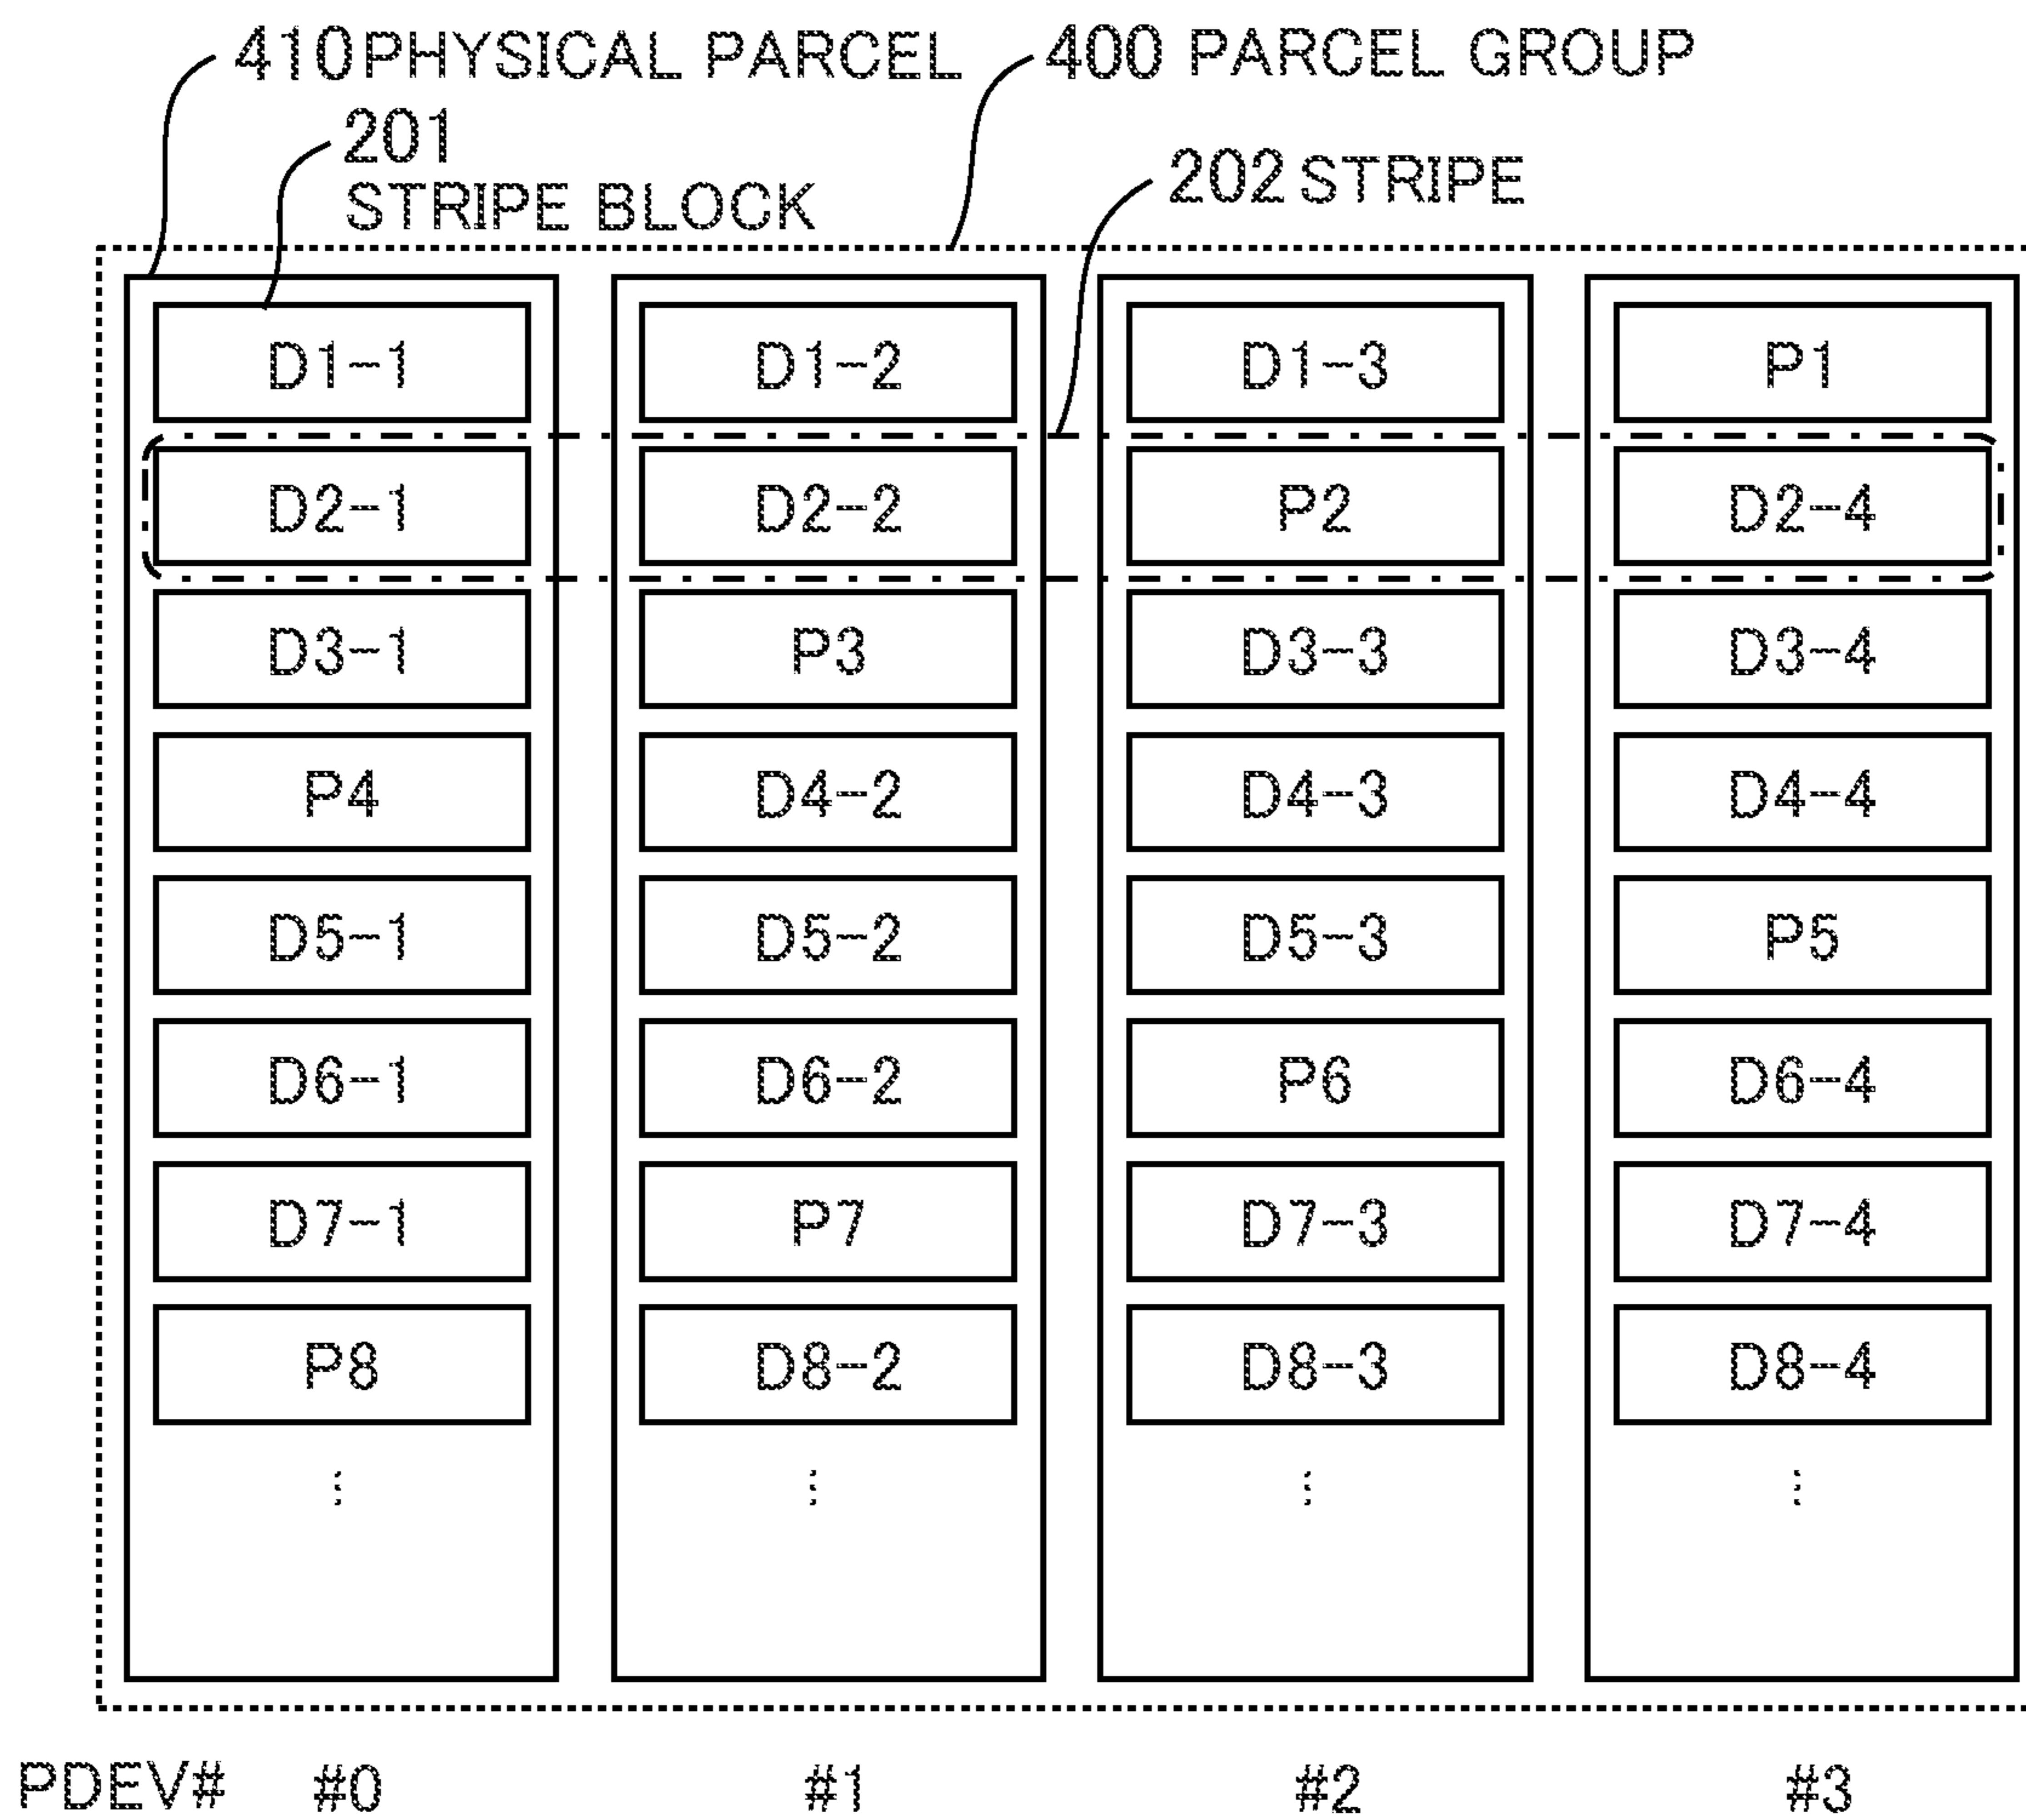 410 PHYSICAL PARCEL 400 PARCEL GROUP
201
STRIPE BLOCK 202 STRIPE
D1-1 D1-2 D1-3 P1
D2-1 D2-2 P2 D2-4
D3-1 P3 D3-3 D3-4
P4 D4-2 D4-3 D4-4
D5-1 D5-2 D5-3 P5
D6-1 D6-2 P6 D6-4
D7-1 P7 D7-3 D7-4
P8 D8-2 D8-3 D8-4
⋮ ⋮ ⋮ ⋮
PDEV# #0 #1 #2 #3